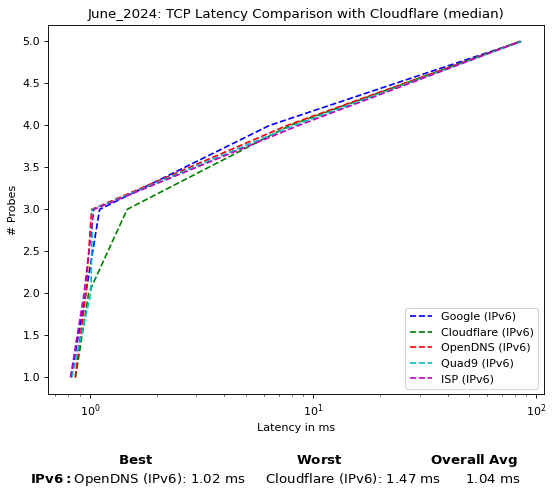 June_2024: TCP Latency Comparison with Cloudflare (median)
5.0
4.5
4.0
3.5
3.0
2.5
2.0
1.5
1.0
# Probes
Google (IPv6)
Cloudflare (IPv6)
OpenDNS (IPv6)
Quad9 (IPv6)
ISP (IPv6)
10⁰ 10¹ 10²
Latency in ms
Best Worst Overall Avg
IPv6: OpenDNS (IPv6): 1.02 ms Cloudflare (IPv6): 1.47 ms 1.04 ms